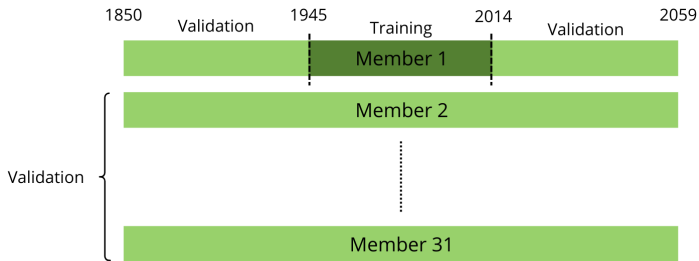 1850 1945 2014 2059
Validation Training Validation
Member 1
Member 2
Validation
Member 31